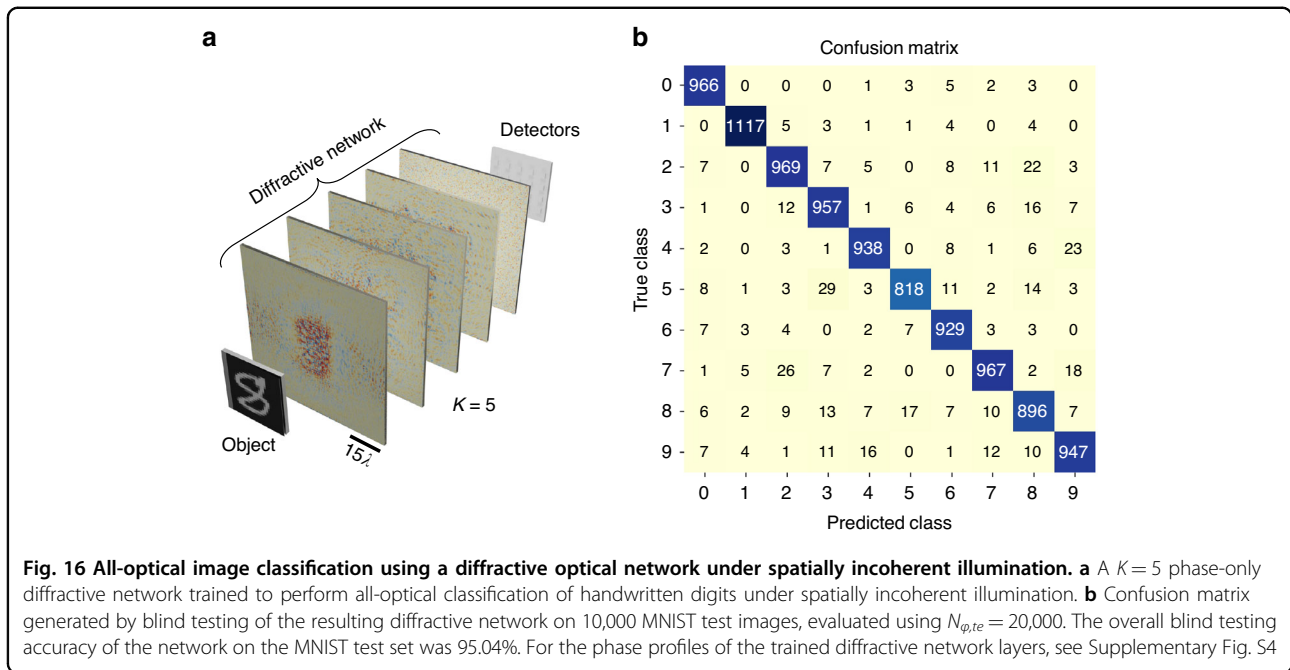 a
Diffractive network
Detectors
K = 5
Object
15λ
b
Confusion matrix
True class
0 966 0 0 0 1 3 5 2 3 0
1 0 1117 5 3 1 1 4 0 4 0
2 7 0 969 7 5 0 8 11 22 3
3 1 0 12 957 1 6 4 6 16 7
4 2 0 3 1 938 0 8 1 6 23
5 8 1 3 29 3 818 11 2 14 3
6 7 3 4 0 2 7 929 3 3 0
7 1 5 26 7 2 0 0 967 2 18
8 6 2 9 13 7 17 7 10 896 7
9 7 4 1 11 16 0 1 12 10 947
0 1 2 3 4 5 6 7 8 9
Predicted class
Fig. 16 All-optical image classification using a diffractive optical network under spatially incoherent illumination. a A K = 5 phase-only
diffractive network trained to perform all-optical classification of handwritten digits under spatially incoherent illumination. b Confusion matrix
generated by blind testing of the resulting diffractive network on 10,000 MNIST test images, evaluated using Nφ,te = 20,000. The overall blind testing
accuracy of the network on the MNIST test set was 95.04%. For the phase profiles of the trained diffractive network layers, see Supplementary Fig. S4